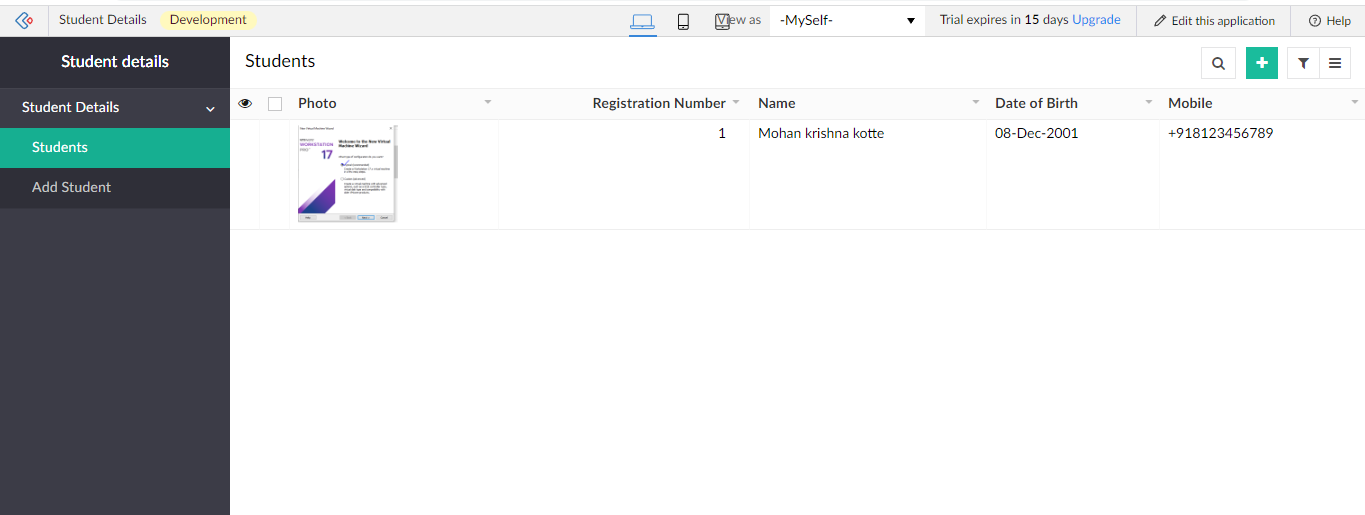 Student Details Development View as -MySelf- Trial expires in 15 days Upgrade Edit this application Help
Student details
Student Details
Students
Add Student
Students
Photo Registration Number Name Date of Birth Mobile
1 Mohan krishna kotte 08-Dec-2001 +918123456789
Welcome to the New Virtual
Machine Wizard
WORKSTATION
17